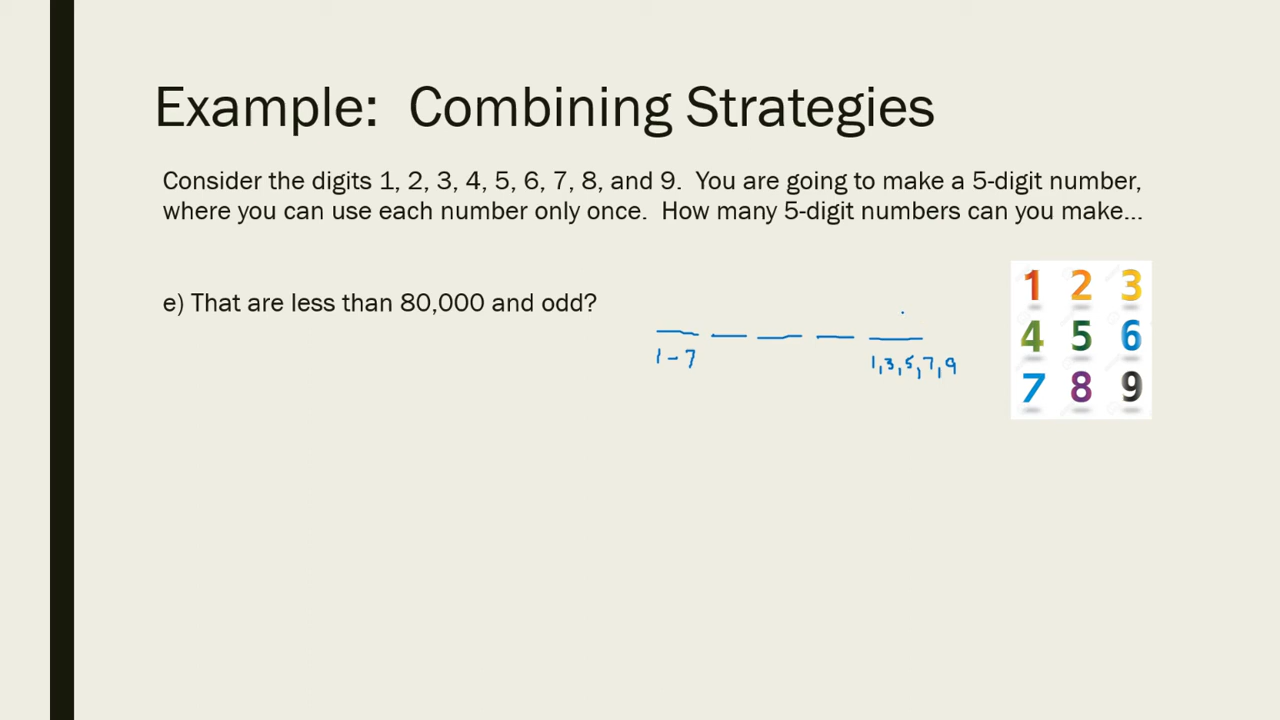 Example: Combining Strategies
Consider the digits 1, 2, 3, 4, 5, 6, 7, 8, and 9. You are going to make a 5-digit number,
where you can use each number only once. How many 5-digit numbers can you make...
e) That are less than 80,000 and odd?
1-7
1,3,5,7,9
1 2 3
4 5 6
7 8 9